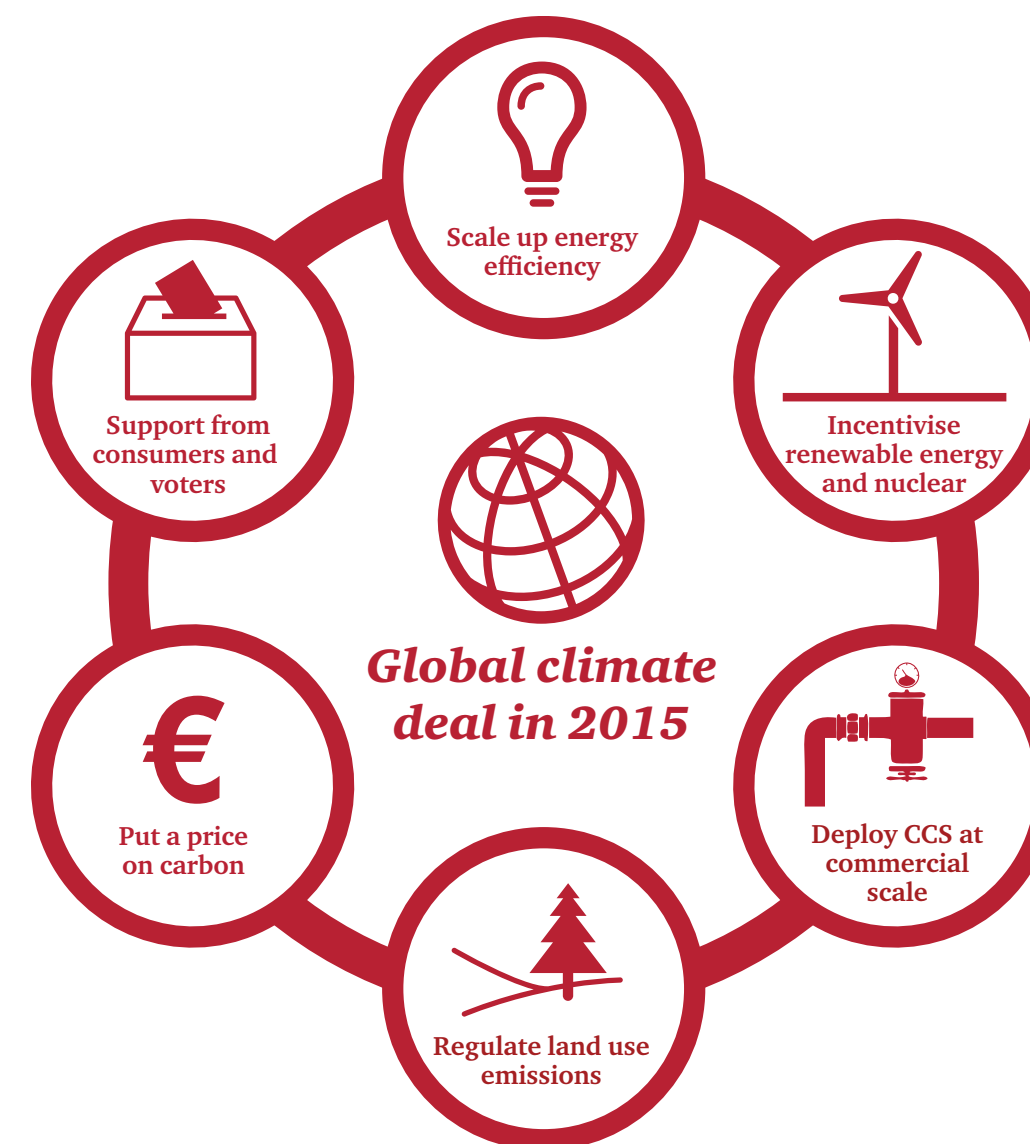 Scale up energy
efficiency
Incentivise
renewable energy
and nuclear
Deploy CCS at
commercial
scale
Regulate land use
emissions
€
Put a price
on carbon
Support from
consumers and
voters
Global climate
deal in 2015